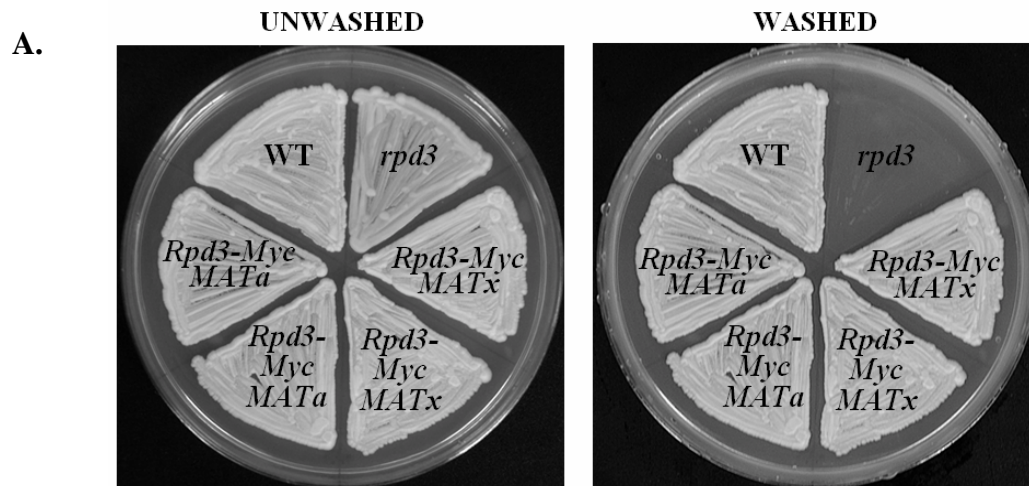 A.
UNWASHED
WT
rpd3
Rpd3-Myc
MATa
Rpd3-Myc
MATx
Rpd3-
Myc
MATa
Rpd3-
Myc
MATx
WASHED
WT
rpd3
Rpd3-Myc
MATa
Rpd3-Myc
MATx
Rpd3-
Myc
MATa
Rpd3-
Myc
MATx